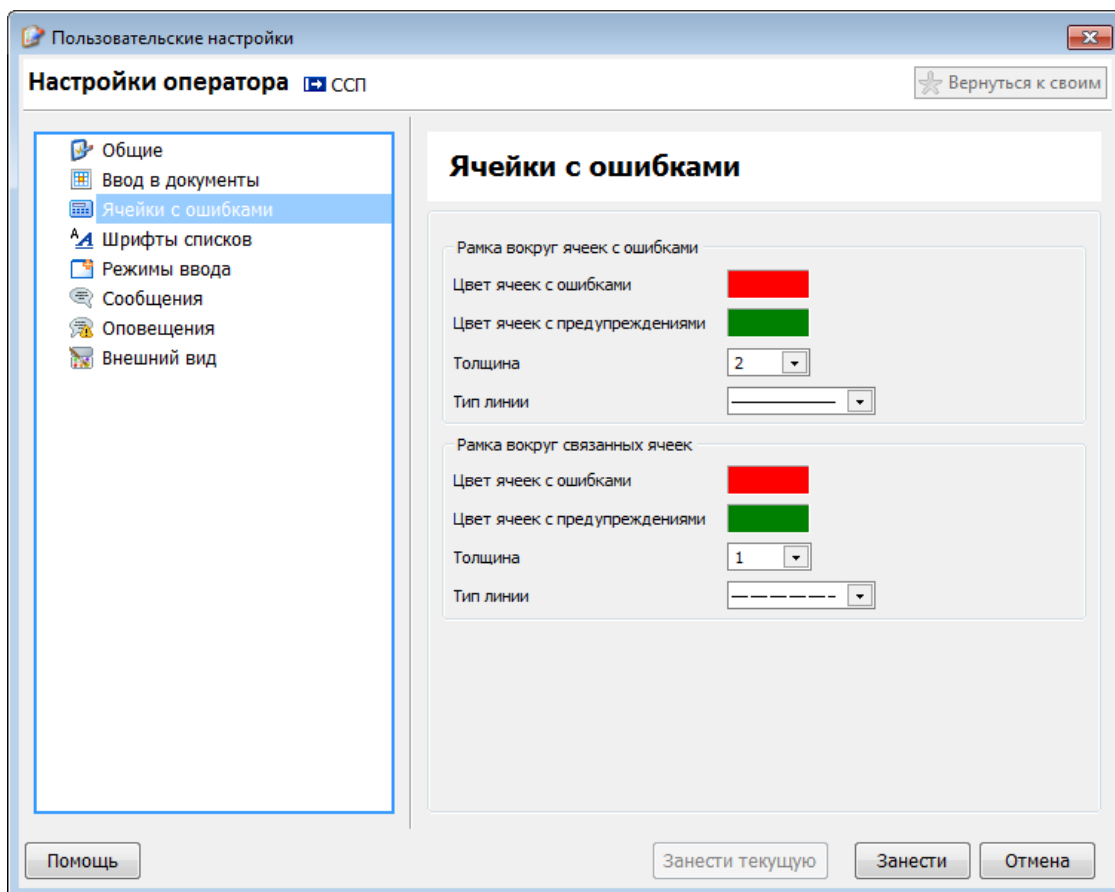 Пользовательские настройки
Настройки оператора ССП
Вернуться к своим
Общие
Ввод в документы
Ячейки с ошибками
Шрифты списков
Режимы ввода
Сообщения
Оповещения
Внешний вид
Ячейки с ошибками
Рамка вокруг ячеек с ошибками
Цвет ячеек с ошибками
Цвет ячеек с предупреждениями
Толщина 2
Тип линии
Рамка вокруг связанных ячеек
Цвет ячеек с ошибками
Цвет ячеек с предупреждениями
Толщина 1
Тип линии
Помощь
Занести текущую
Занести
Отмена